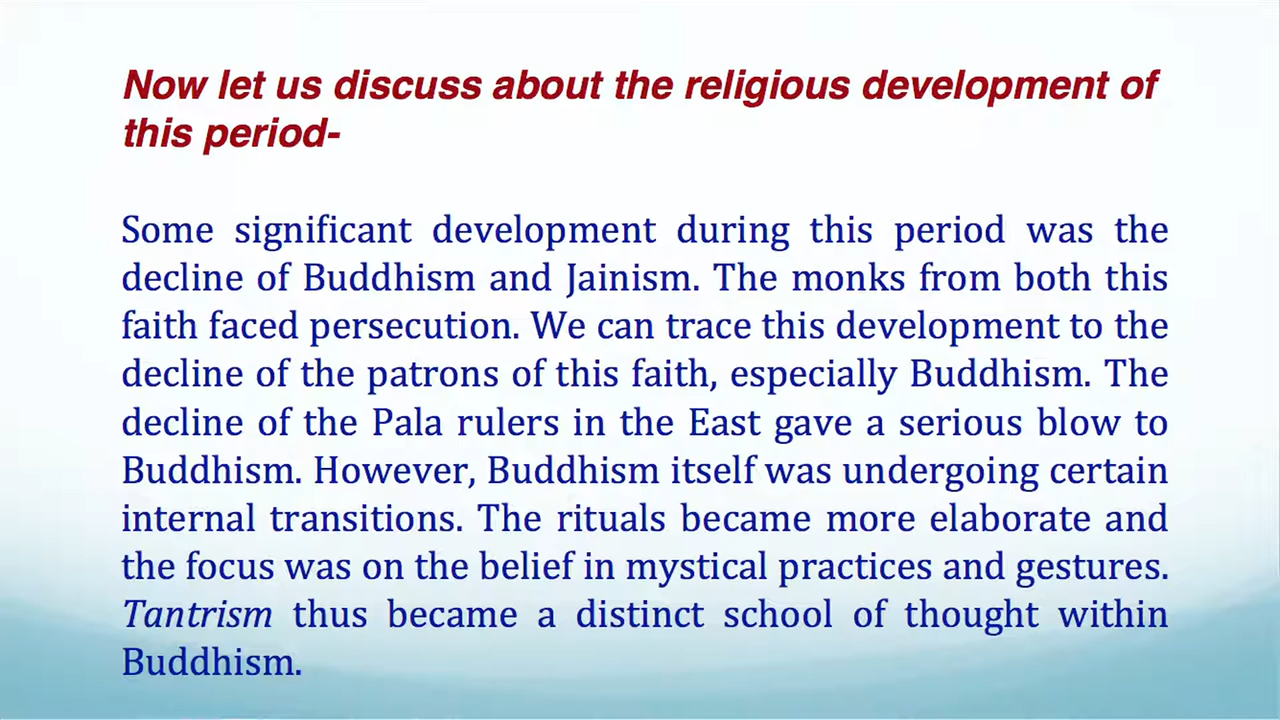 Now let us discuss about the religious development of
this period-
Some significant development during this period was the
decline of Buddhism and Jainism. The monks from both this
faith faced persecution. We can trace this development to the
decline of the patrons of this faith, especially Buddhism. The
decline of the Pala rulers in the East gave a serious blow to
Buddhism. However, Buddhism itself was undergoing certain
internal transitions. The rituals became more elaborate and
the focus was on the belief in mystical practices and gestures.
Tantrism thus became a distinct school of thought within
Buddhism.